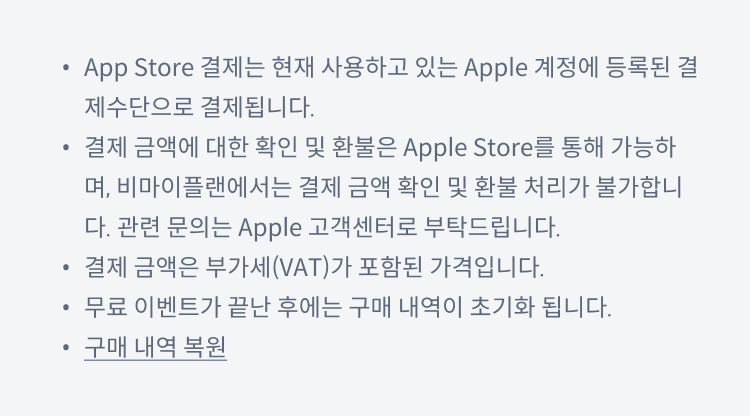 • App Store 결제는 현재 사용하고 있는 Apple 계정에 등록된 결
제수단으로 결제됩니다.
• 결제 금액에 대한 확인 및 환불은 Apple Store를 통해 가능하
며, 비마이플랜에서는 결제 금액 확인 및 환불 처리가 불가합니
다. 관련 문의는 Apple 고객센터로 부탁드립니다.
• 결제 금액은 부가세(VAT)가 포함된 가격입니다.
• 무료 이벤트가 끝난 후에는 구매 내역이 초기화 됩니다.
• 구매 내역 복원